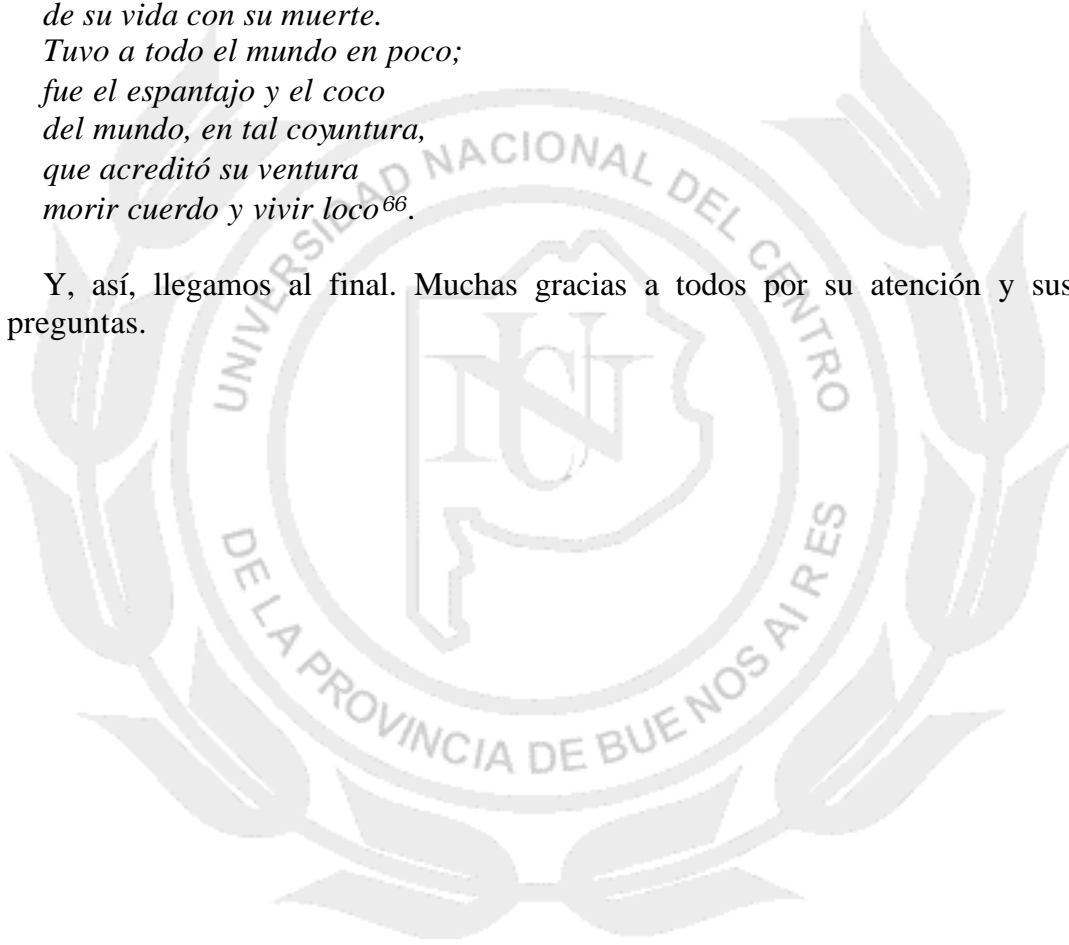 de su vida con su muerte.
Tuvo a todo el mundo en poco;
fue el espantajo y el coco
del mundo, en tal coyuntura,
que acreditó su ventura
morir cuerdo y vivir loco66.
Y, así, llegamos al final. Muchas gracias a todos por su atención y sus
preguntas.
UNIVERSIDAD NACIONAL DEL CENTRO
DE LA PROVINCIA DE BUENOS AIRES
UNC